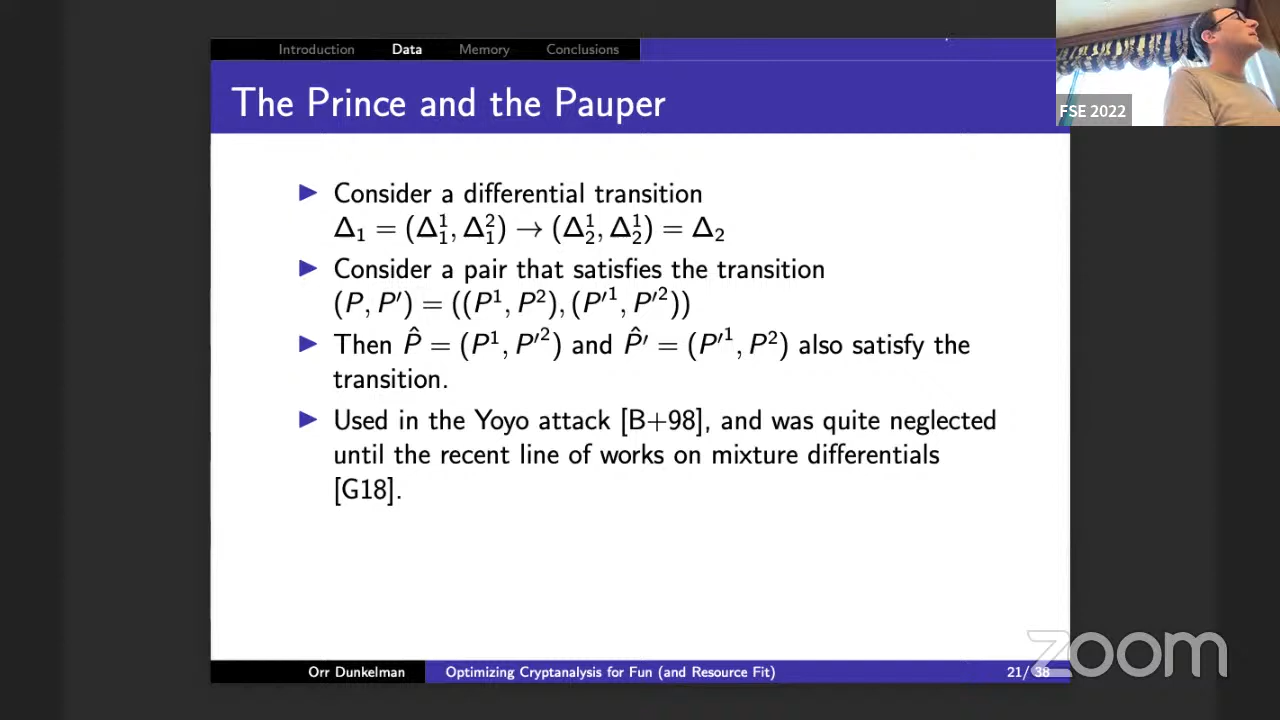 Introduction Data Memory Conclusions
The Prince and the Pauper
FSE 2022
▶ Consider a differential transition
Δ₁ = (Δ₁¹, Δ₁²) → (Δ₂¹, Δ₂¹) = Δ₂
▶ Consider a pair that satisfies the transition
(P, P′) = ((P¹, P²), (P′¹, P′²))
▶ Then P̂ = (P¹, P′²) and P̂′ = (P′¹, P²) also satisfy the
transition.
▶ Used in the Yoyo attack [B+98], and was quite neglected
until the recent line of works on mixture differentials
[G18].
zoom
Orr Dunkelman Optimizing Cryptanalysis for Fun (and Resource Fit) 21/ 38